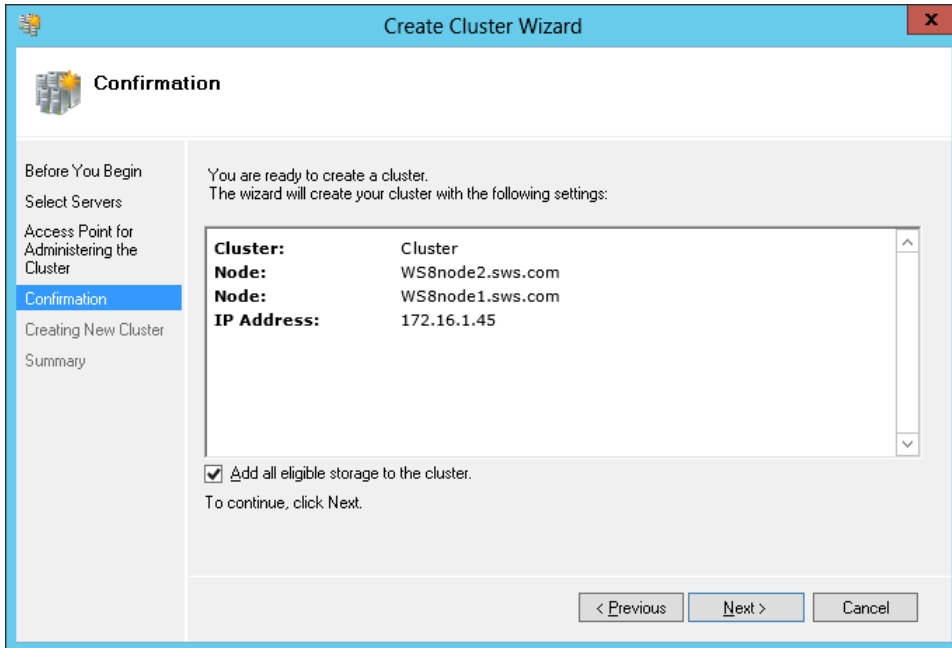 Create Cluster Wizard
x
Confirmation
Before You Begin
Select Servers
Access Point for
Administering the
Cluster
Confirmation
Creating New Cluster
Summary
You are ready to create a cluster.
The wizard will create your cluster with the following settings:
Cluster: Cluster
Node: WS8node2.sws.com
Node: WS8node1.sws.com
IP Address: 172.16.1.45
Add all eligible storage to the cluster.
To continue, click Next.
< Previous Next > Cancel